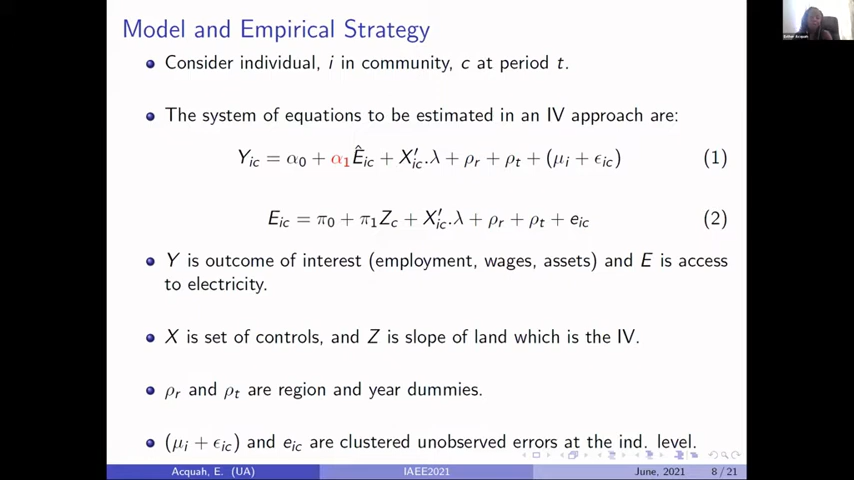 Model and Empirical Strategy
Consider individual, i in community, c at period t.
The system of equations to be estimated in an IV approach are:
Y_ic = α_0 + α_1Ê_ic + X′_ic.λ + ρ_r + ρ_t + (μ_i + ϵ_ic) (1)
E_ic = π_0 + π_1Z_c + X′_ic.λ + ρ_r + ρ_t + e_ic (2)
Y is outcome of interest (employment, wages, assets) and E is access
to electricity.
X is set of controls, and Z is slope of land which is the IV.
ρ_r and ρ_t are region and year dummies.
(μ_i + ϵ_ic) and e_ic are clustered unobserved errors at the ind. level.
Acquah, E. (UA) IAEE2021 June, 2021 8 / 21
Esther Acquah